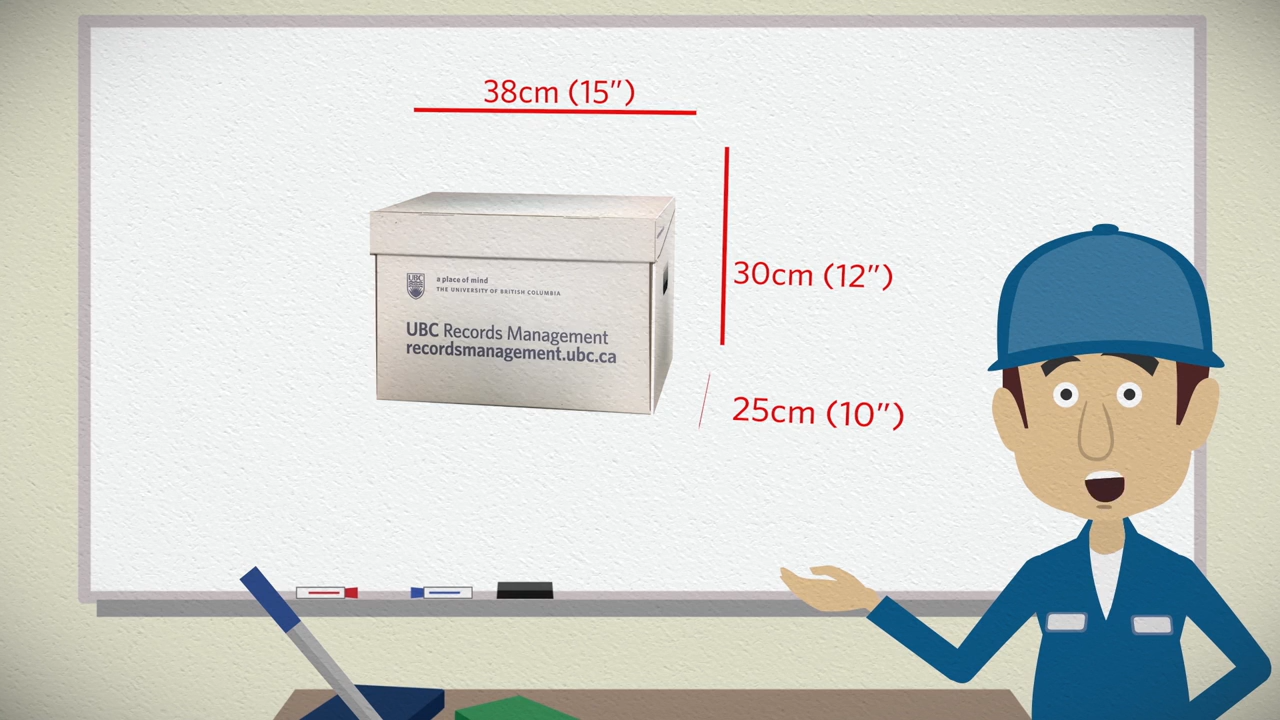 38cm (15”)
30cm (12”)
25cm (10”)
UBC
a place of mind
THE UNIVERSITY OF BRITISH COLUMBIA
UBC Records Management
recordsmanagement.ubc.ca